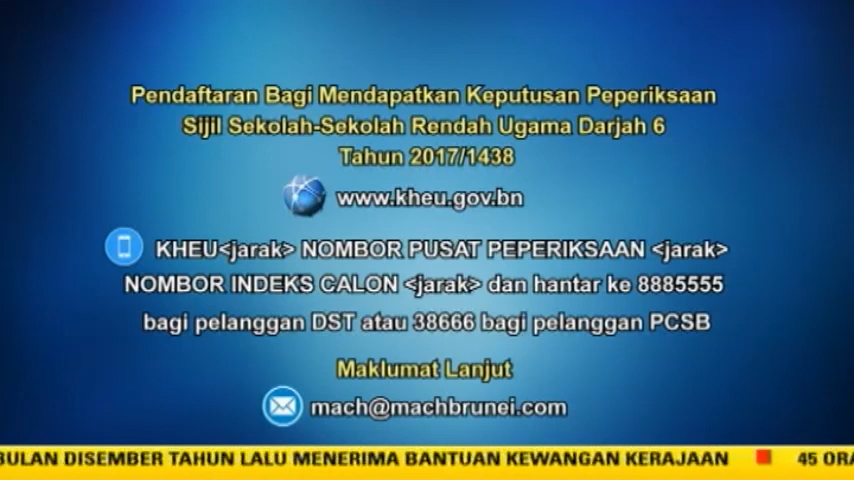 Pendaftaran Bagi Mendapatkan Keputusan Peperiksaan
Sijil Sekolah-Sekolah Rendah Ugama Darjah 6
Tahun 2017/1438
www.kheu.gov.bn
KHEU<jarak> NOMBOR PUSAT PEPERIKSAAN <jarak>
NOMBOR INDEKS CALON <jarak> dan hantar ke 8885555
bagi pelanggan DST atau 38666 bagi pelanggan PCSB
Maklumat Lanjut
mach@machbrunei.com
BULAN DISEMBER TAHUN LALU MENERIMA BANTUAN KEWANGAN KERAJAAN 45